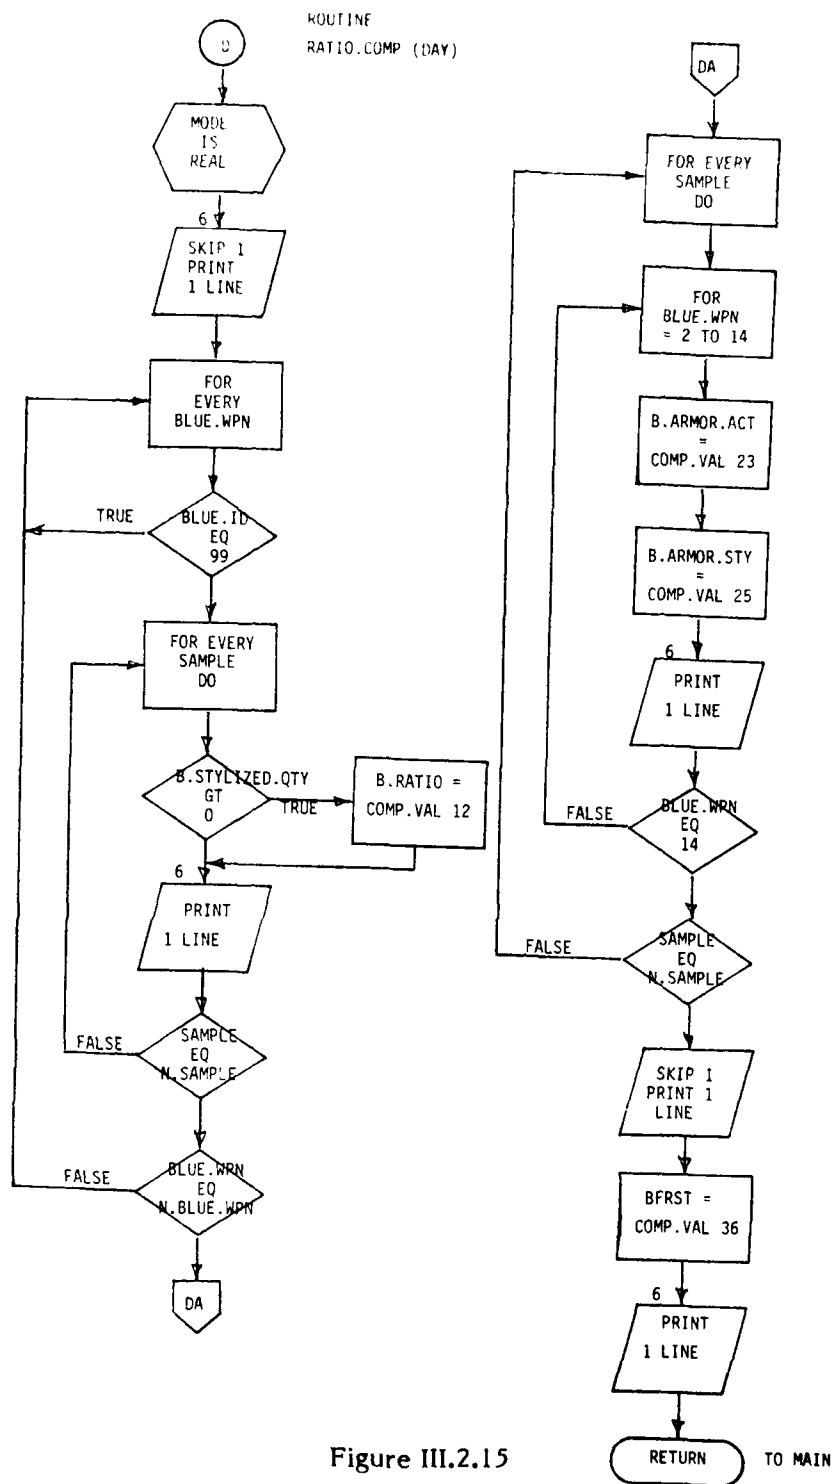 ROUTINE
RATIO.COMP (DAY)
D
MODE
IS
REAL
6
SKIP 1
PRINT
1 LINE
FOR
EVERY
BLUE.WPN
TRUE
BLUE.ID
EQ
99
FOR EVERY
SAMPLE
DO
B.STYLIZED.QTY
GT
0
TRUE
B.RATIO =
COMP.VAL 12
6
PRINT
1 LINE
FALSE
SAMPLE
EQ
N.SAMPLE
FALSE
BLUE.WPN
EQ
N.BLUE.WPN
DA
DA
FOR EVERY
SAMPLE
DO
FOR
BLUE.WPN
= 2 TO 14
B.ARMOR.ACT
=
COMP.VAL 23
B.ARMOR.STY
=
COMP.VAL 25
6
PRINT
1 LINE
FALSE
BLUE.WPN
EQ
14
FALSE
SAMPLE
EQ
N.SAMPLE
SKIP 1
PRINT 1
LINE
BFRST =
COMP.VAL 36
6
PRINT
1 LINE
RETURN
TO MAIN
Figure III.2.15